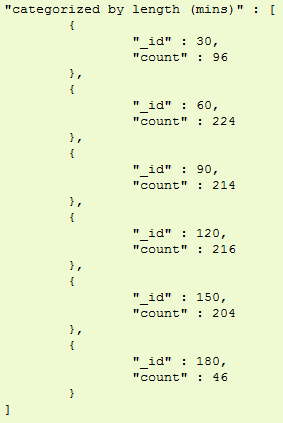 "categorized by length (mins)" : [
{
"_id" : 30,
"count" : 96
},
{
"_id" : 60,
"count" : 224
},
{
"_id" : 90,
"count" : 214
},
{
"_id" : 120,
"count" : 216
},
{
"_id" : 150,
"count" : 204
},
{
"_id" : 180,
"count" : 46
}
]